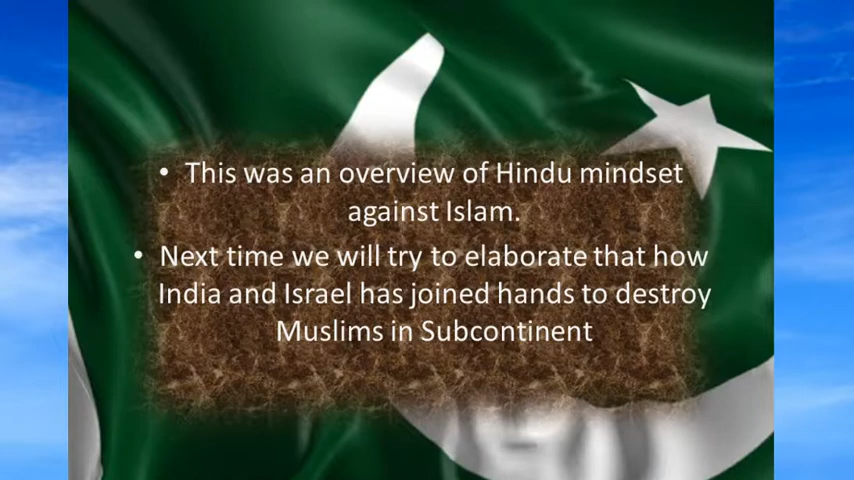 • This was an overview of Hindu mindset
against Islam.
• Next time we will try to elaborate that how
India and Israel has joined hands to destroy
Muslims in Subcontinent